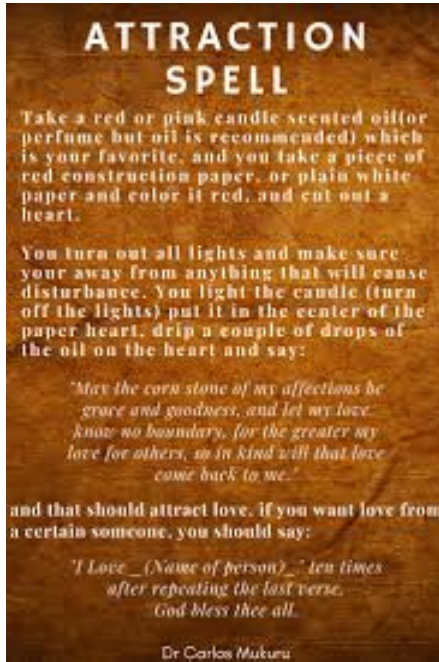 ATTRACTION
SPELL
Take a red or pink candle scented oil(or
perfume but oil is recommended) which
is your favorite, and you take a piece of
red construction paper, or plain white
paper and color it red, and cut out a
heart.
You turn out all lights and make sure
your away from anything that will cause
disturbance. You light the candle (turn
off the lights) put it in the center of the
paper heart, drip a couple of drops of
the oil on the heart and say:
"May the corn stone of my affections be
grace and goodness, and let my love
know no boundary, for the greater my
love for others, so in kind will that love
come back to me."
and that should attract love, if you want love from
a certain someone, you should say:
"I Love _(Name of person)_" ten times
after repeating the last verse.
God bless thee all.
Dr Carlos Mukuru